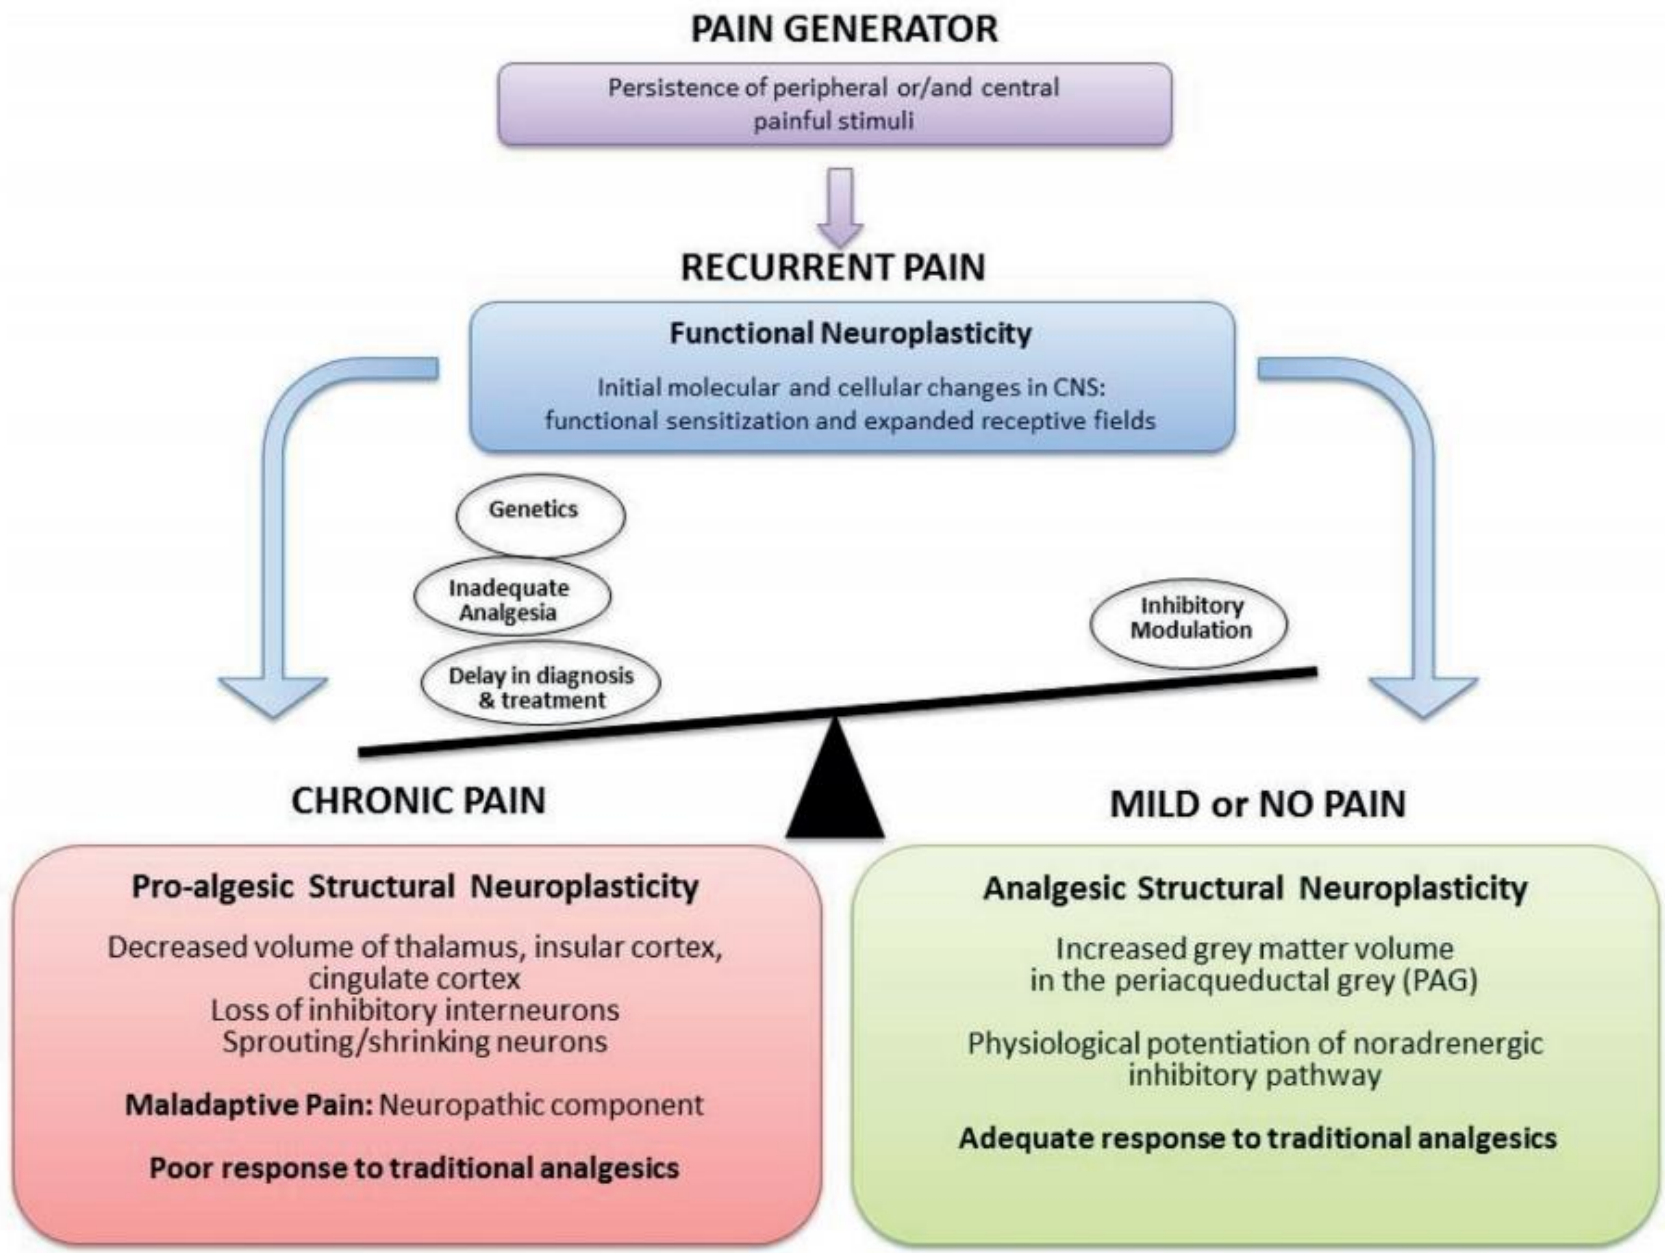 PAIN GENERATOR
Persistence of peripheral or/and central
painful stimuli
RECURRENT PAIN
Functional Neuroplasticity
Initial molecular and cellular changes in CNS:
functional sensitization and expanded receptive fields
Genetics
Inadequate
Analgesia
Delay in diagnosis
& treatment
Inhibitory
Modulation
CHRONIC PAIN
Pro-algesic Structural Neuroplasticity
Decreased volume of thalamus, insular cortex,
cingulate cortex
Loss of inhibitory interneurons
Sprouting/shrinking neurons
Maladaptive Pain: Neuropathic component
Poor response to traditional analgesics
MILD or NO PAIN
Analgesic Structural Neuroplasticity
Increased grey matter volume
in the periacqueductal grey (PAG)
Physiological potentiation of noradrenergic
inhibitory pathway
Adequate response to traditional analgesics